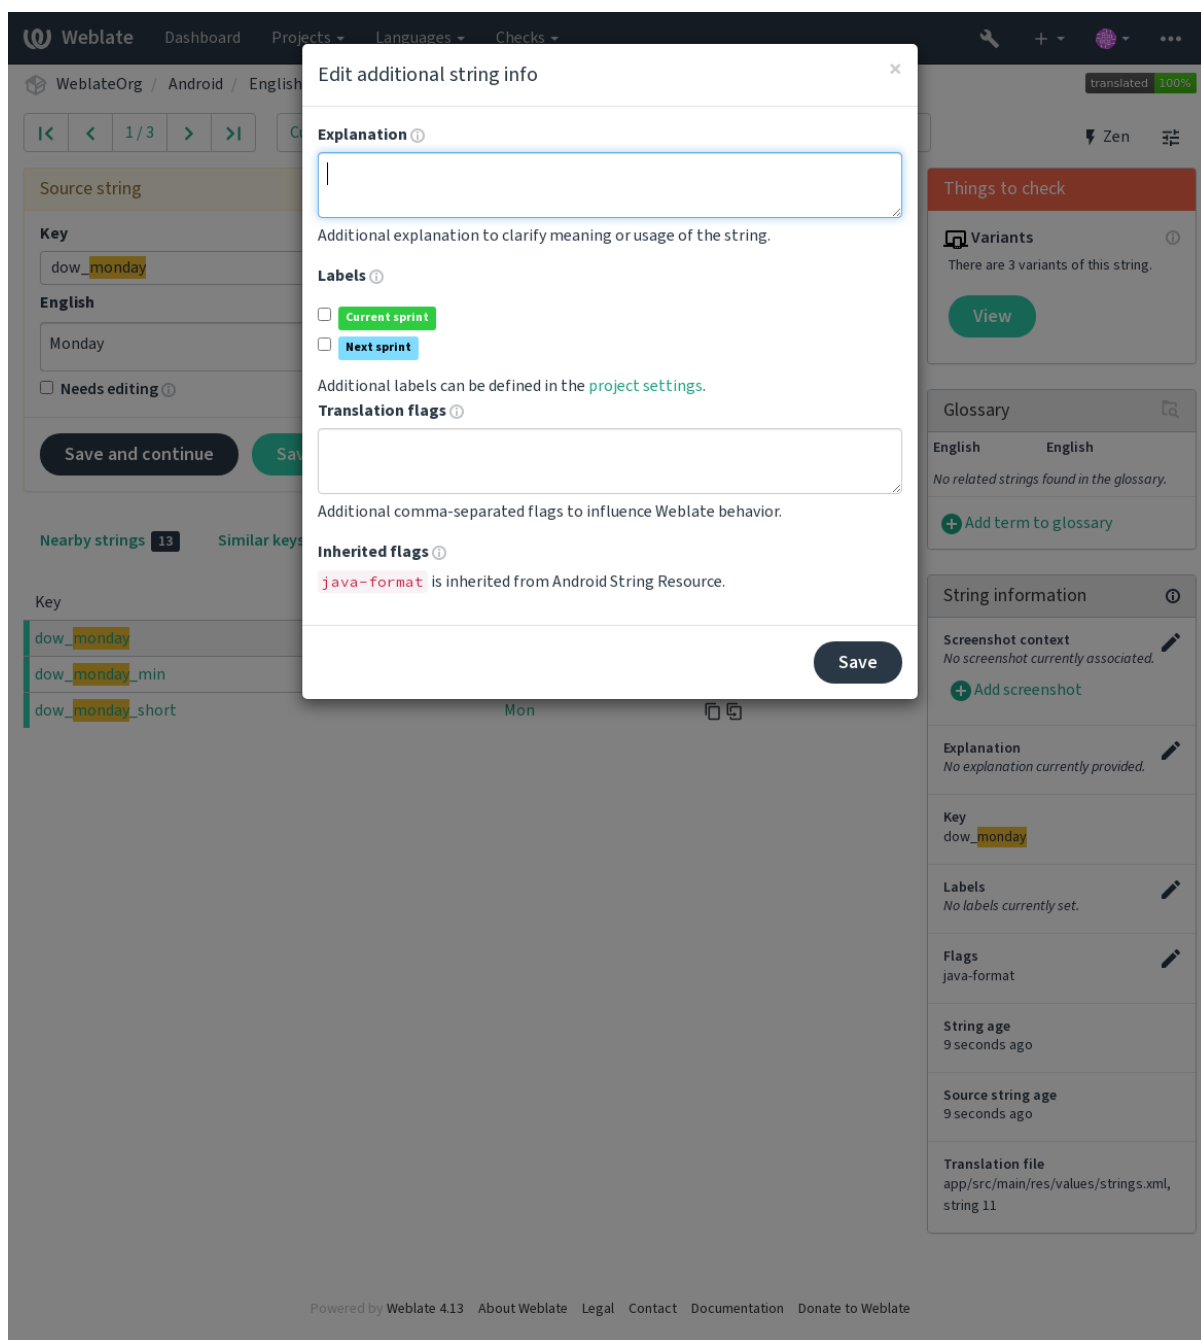 Weblate Dashboard Projects Languages Checks
WeblateOrg / Android / English
translated 100%
1 / 3
Zen
Edit additional string info
×
Explanation
Additional explanation to clarify meaning or usage of the string.
Labels
Current sprint
Next sprint
Additional labels can be defined in the project settings.
Translation flags
Additional comma-separated flags to influence Weblate behavior.
Inherited flags
java-format is inherited from Android String Resource.
Save
Source string
Key
dow_monday
English
Monday
Needs editing
Save and continue
Nearby strings 13 Similar keys
Key
dow_monday
dow_monday_min
dow_monday_short Mon
Things to check
Variants
There are 3 variants of this string.
View
Glossary
English English
No related strings found in the glossary.
Add term to glossary
String information
Screenshot context
No screenshot currently associated.
Add screenshot
Explanation
No explanation currently provided.
Key
dow_monday
Labels
No labels currently set.
Flags
java-format
String age
9 seconds ago
Source string age
9 seconds ago
Translation file
app/src/main/res/values/strings.xml,
string 11
Powered by Weblate 4.13 About Weblate Legal Contact Documentation Donate to Weblate